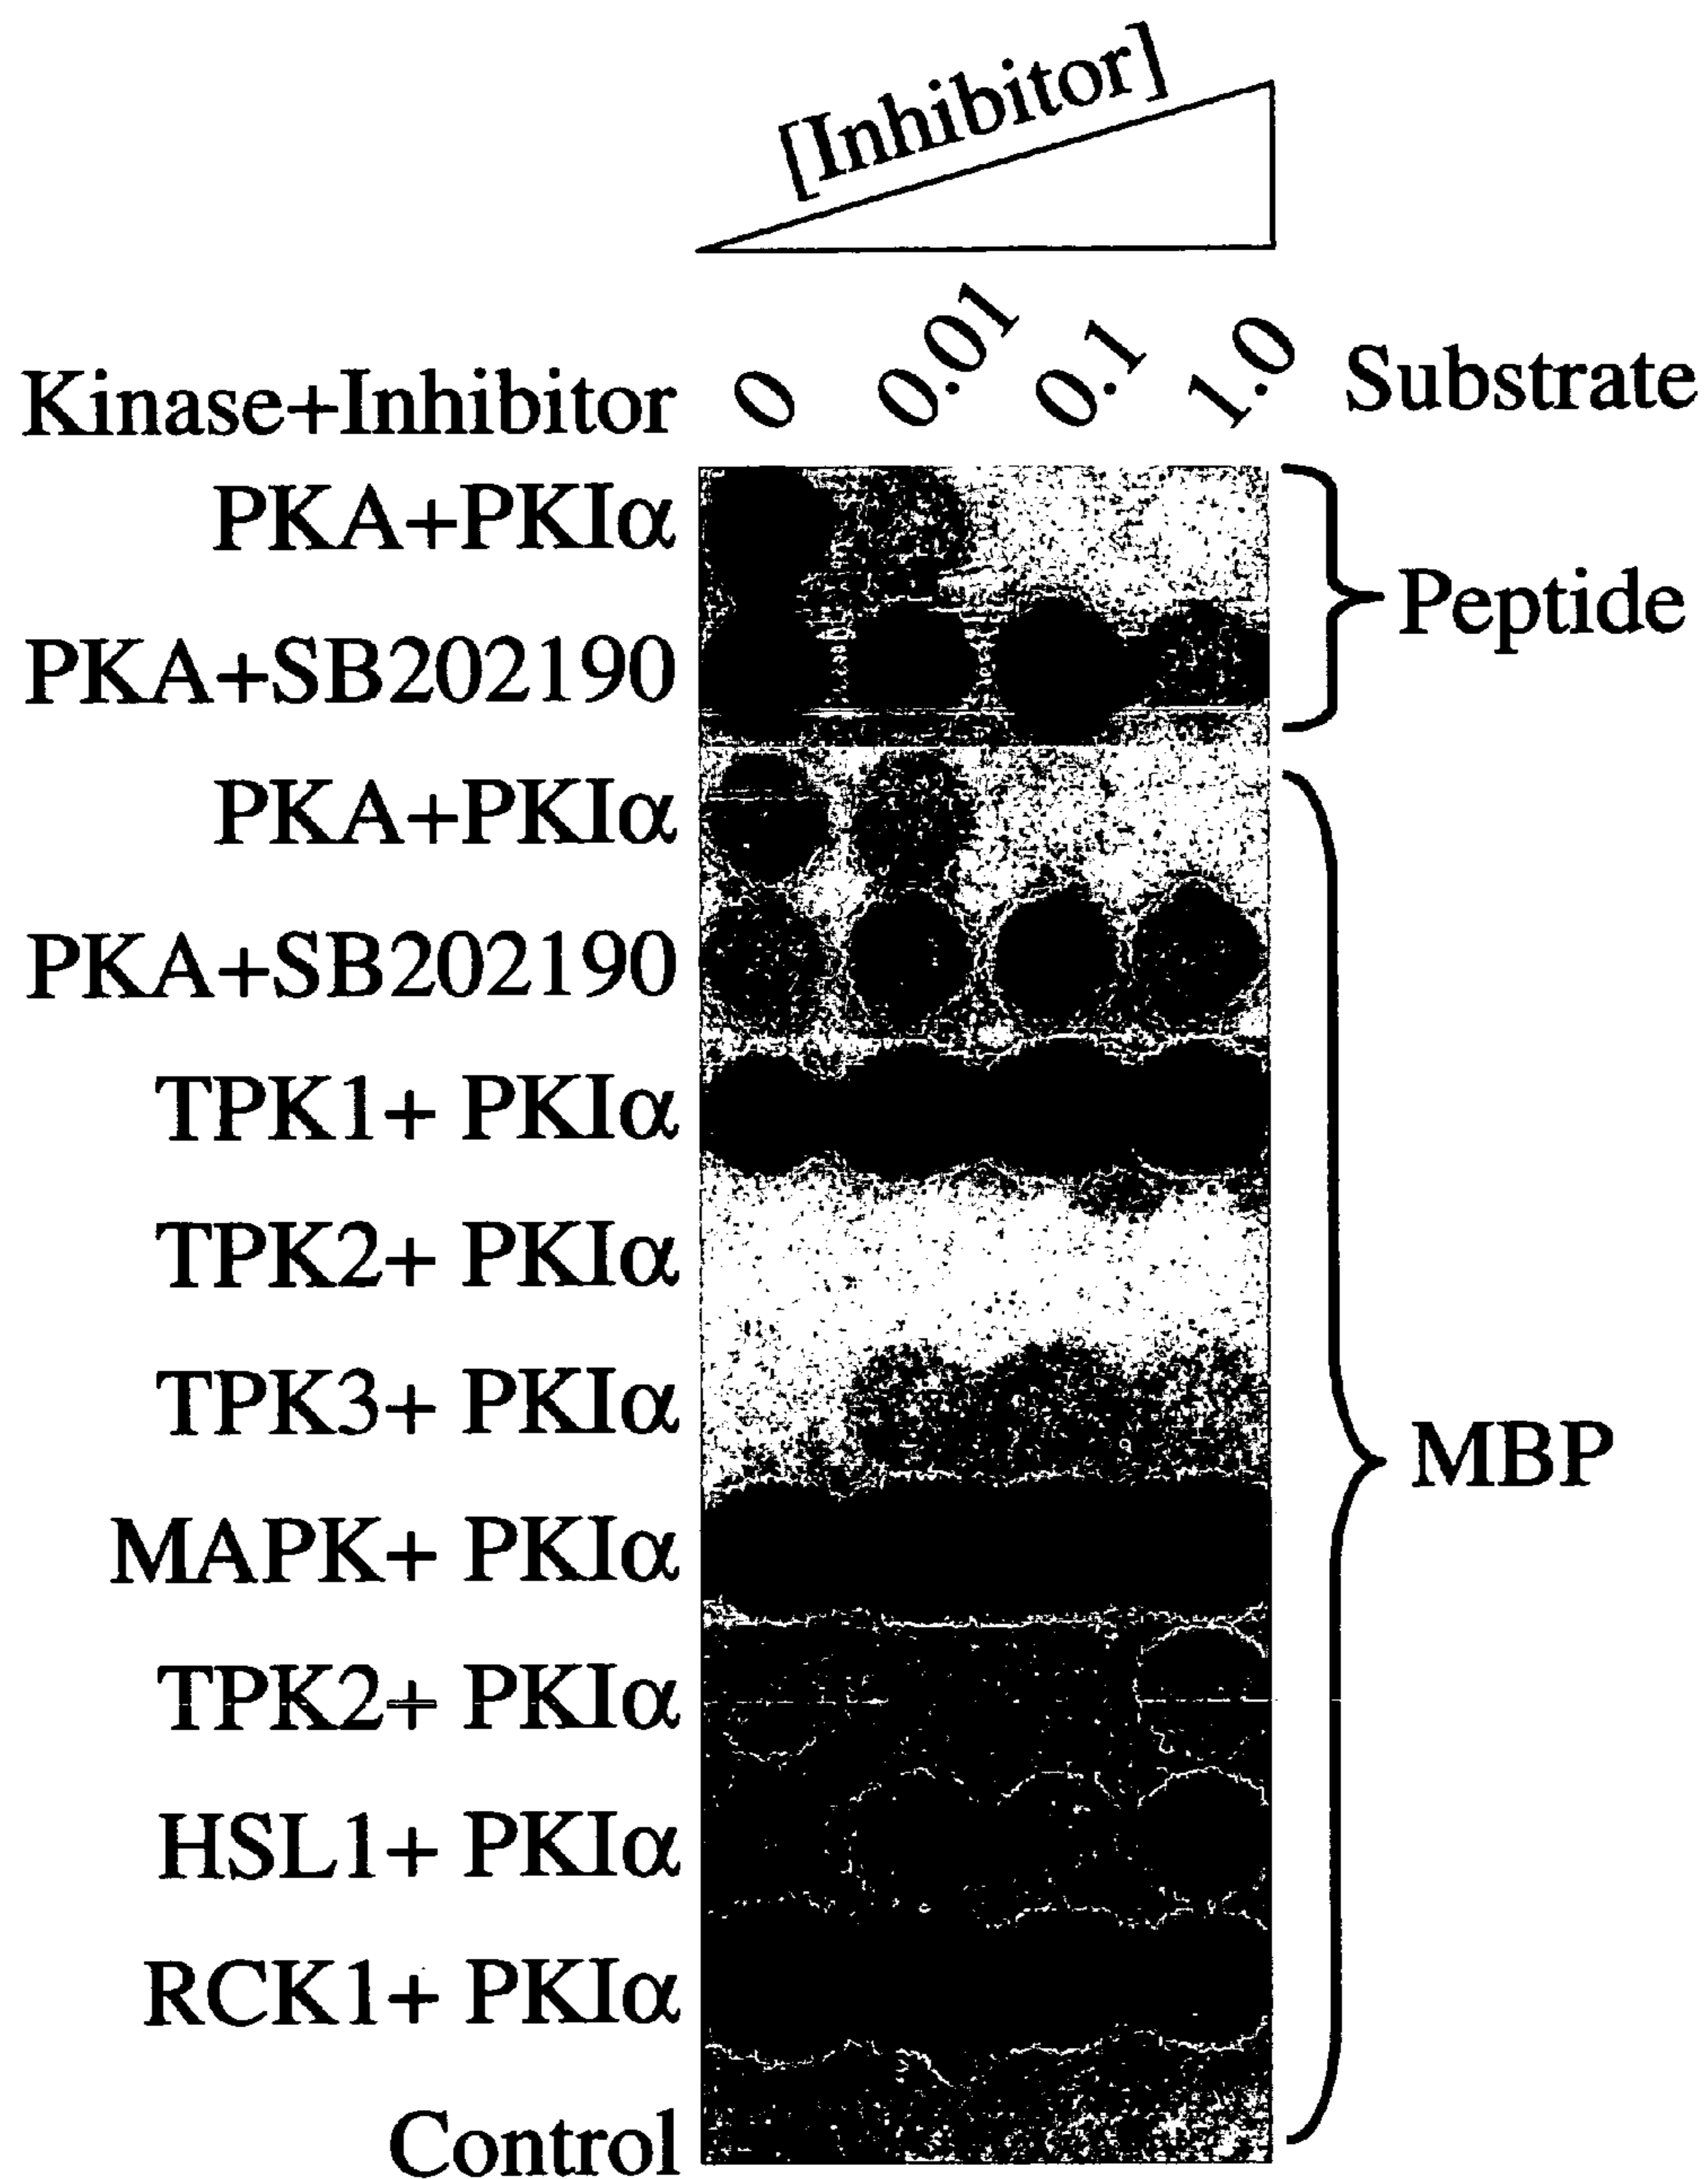 [Inhibitor]
Kinase+Inhibitor 0 0.01 0.1 1.0 Substrate
PKA+PKIα
Peptide
PKA+SB202190
PKA+PKIα
PKA+SB202190
TPK1+ PKIα
TPK2+ PKIα
TPK3+ PKIα
MBP
MAPK+ PKIα
TPK2+ PKIα
HSL1+ PKIα
RCK1+ PKIα
Control